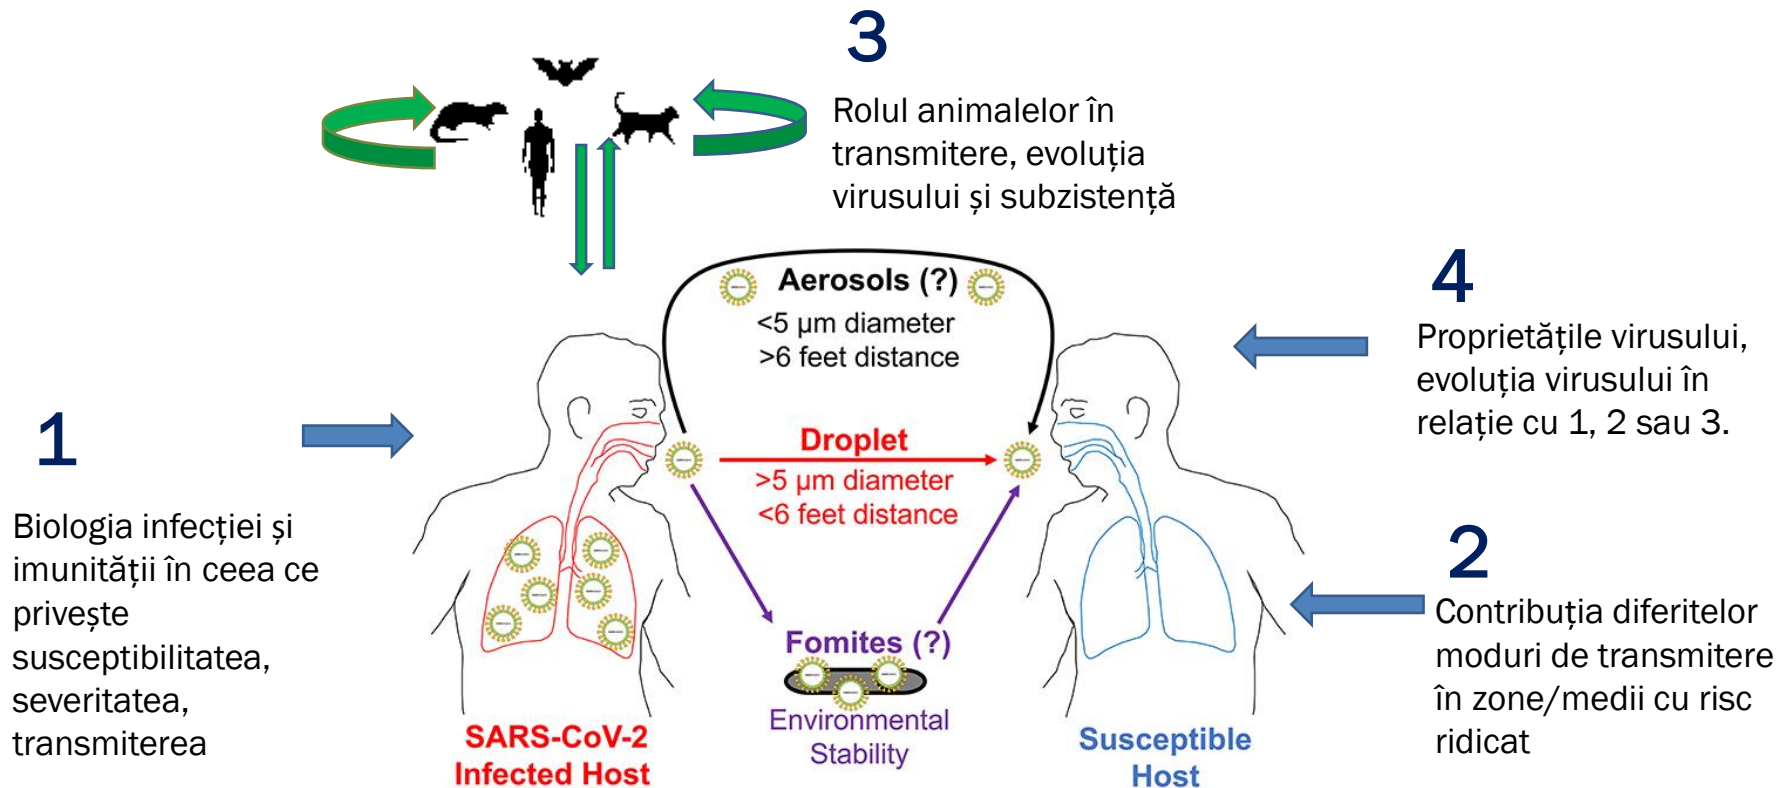 3
Rolul animalelor în
transmitere, evoluția
virusului și subzistență
Aerosols (?)
<5 µm diameter
>6 feet distance
4
Proprietățile virusului,
evoluția virusului în
relație cu 1, 2 sau 3.
1
Biologia infecției și
imunității în ceea ce
privește
susceptibilitatea,
severitatea,
transmiterea
Droplet
>5 µm diameter
<6 feet distance
2
Contribuția diferitelor
moduri de transmitere
în zone/medii cu risc
ridicat
Fomites (?)
Environmental
Stability
SARS-CoV-2
Infected Host
Susceptible
Host